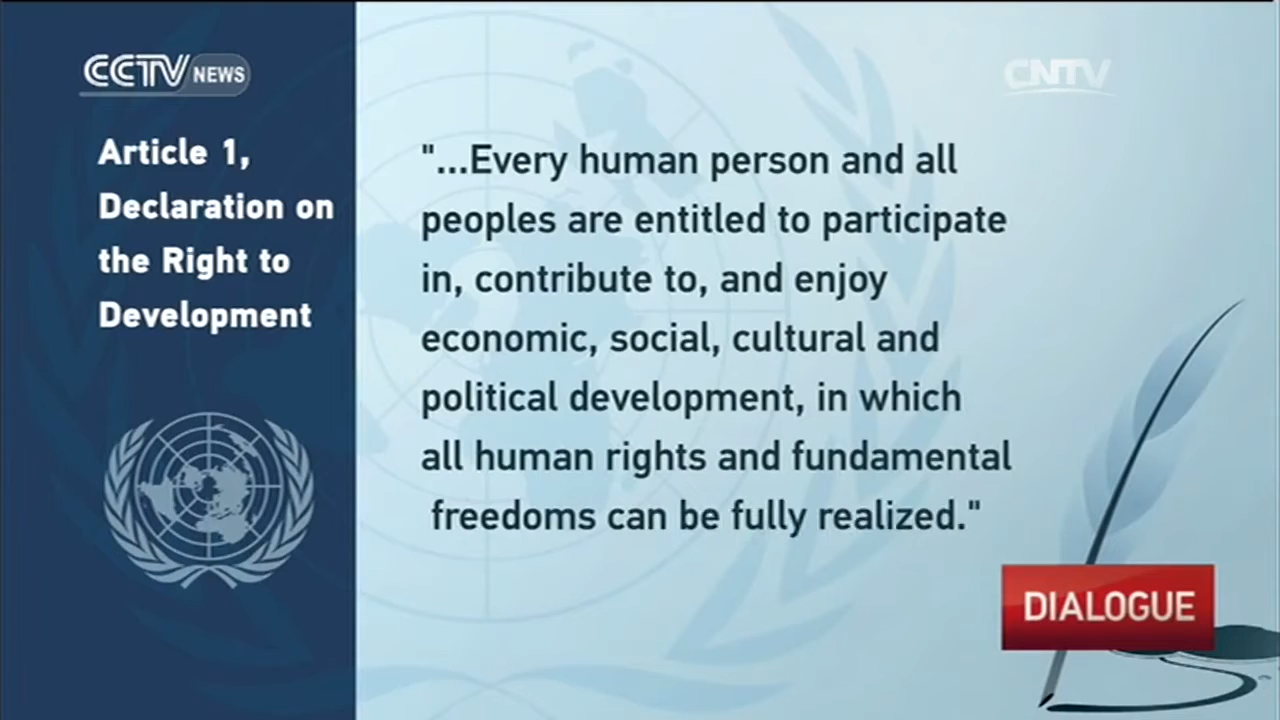 CCTV NEWS
CNTV
Article 1,
Declaration on
the Right to
Development
"...Every human person and all
peoples are entitled to participate
in, contribute to, and enjoy
economic, social, cultural and
political development, in which
all human rights and fundamental
freedoms can be fully realized."
DIALOGUE